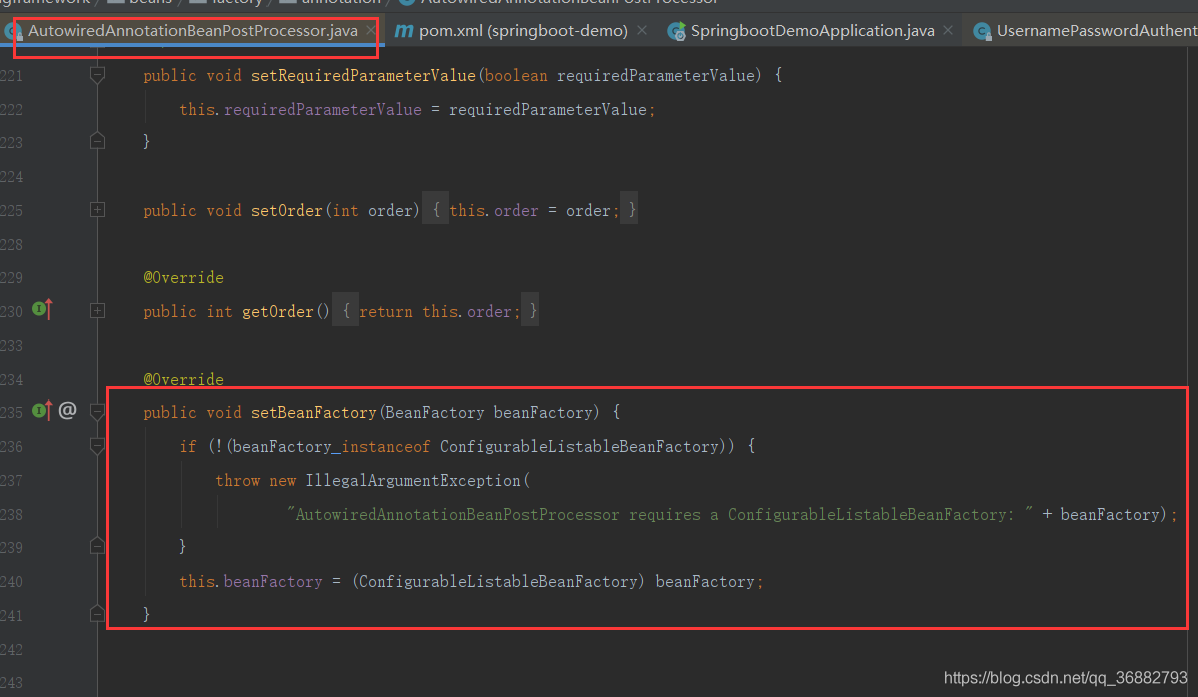 ngframework / beans / factory / annotation / AutowiredAnnotationBeanPostProcessor
AutowiredAnnotationBeanPostProcessor.java × pom.xml (springboot-demo) × SpringbootDemoApplication.java × UsernamePasswordAuthent
221 public void setRequiredParameterValue(boolean requiredParameterValue) {
222 this.requiredParameterValue = requiredParameterValue;
223 }
224
225 public void setOrder(int order) { this.order = order; }
228
229 @Override
230 public int getOrder() { return this.order; }
233
234 @Override
235 @ public void setBeanFactory(BeanFactory beanFactory) {
236 if (!(beanFactory instanceof ConfigurableListableBeanFactory)) {
237 throw new IllegalArgumentException(
238 "AutowiredAnnotationBeanPostProcessor requires a ConfigurableListableBeanFactory: " + beanFactory);
239 }
240 this.beanFactory = (ConfigurableListableBeanFactory) beanFactory;
241 }
242
243
https://blog.csdn.net/qq_36882793